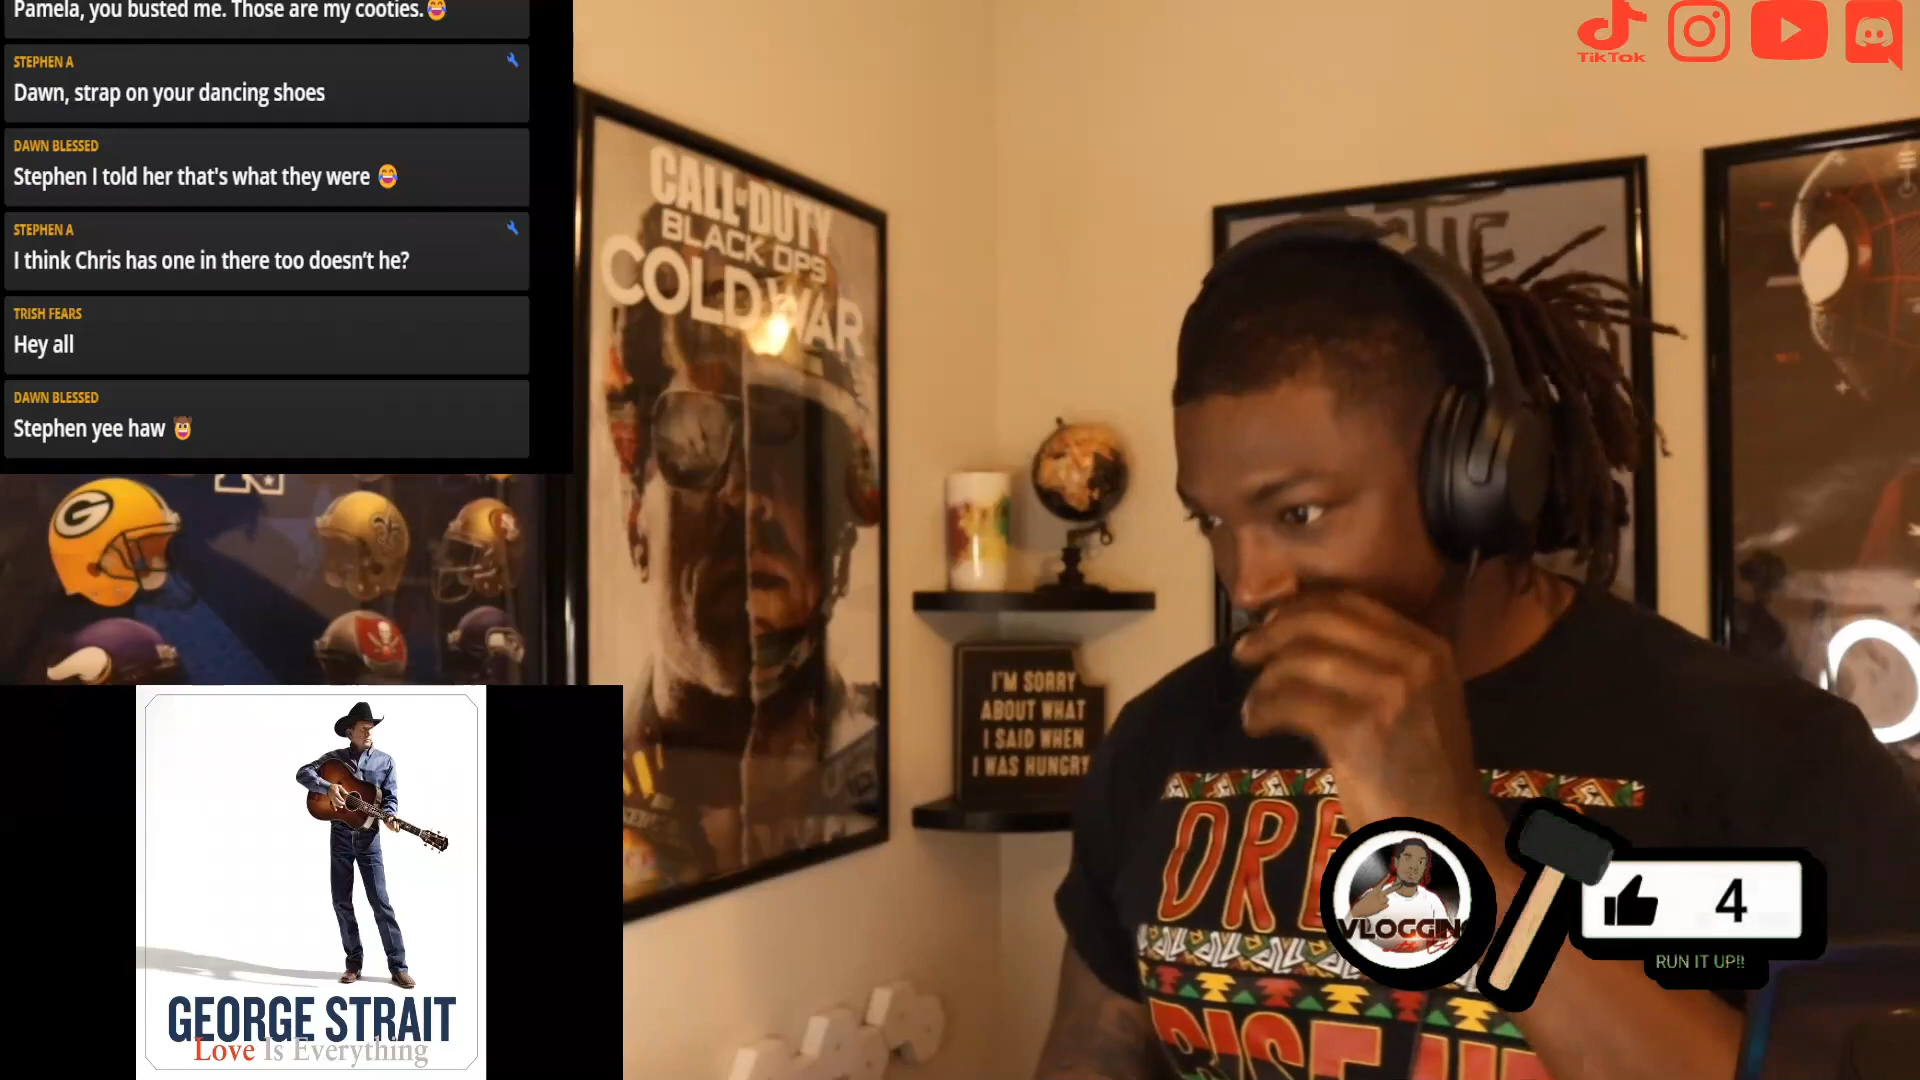 Pamela, you busted me. Those are my cooties.😂
STEPHEN A
Dawn, strap on your dancing shoes
DAWN BLESSED
Stephen I told her that's what they were 😂
STEPHEN A
I think Chris has one in there too doesn't he?
TRISH FEARS
Hey all
DAWN BLESSED
Stephen yee haw
TikTok
CALL OF DUTY
BLACK OPS
COLD WAR
G
I'M SORRY
ABOUT WHAT
I SAID WHEN
I WAS HUNGRY
GEORGE STRAIT
Love Is Everything
VLOGGIN
4
RUN IT UP!!